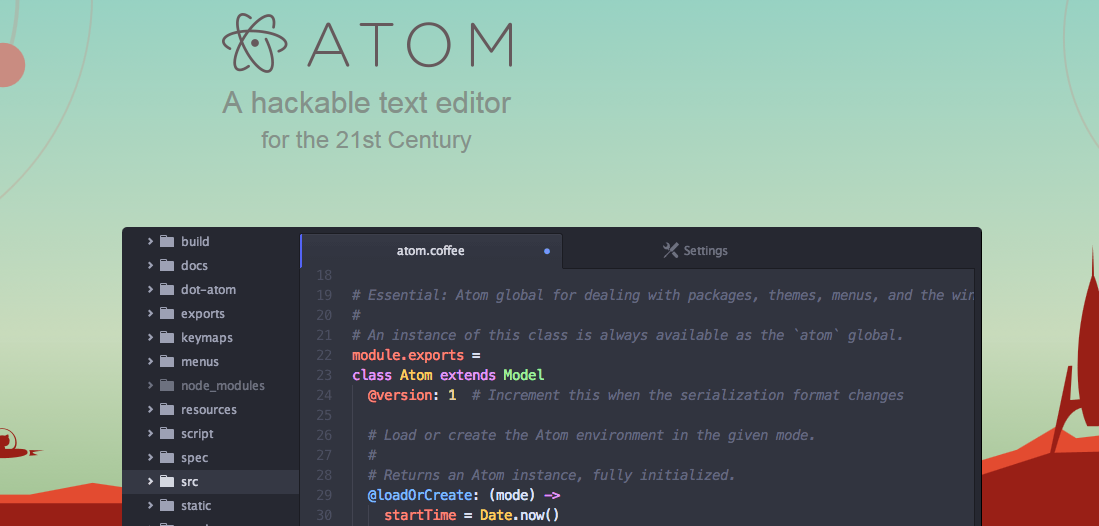 ATOM
A hackable text editor
for the 21st Century
build
docs
dot-atom
exports
keymaps
menus
node_modules
resources
script
spec
src
static
atom.coffee
Settings
18
19 # Essential: Atom global for dealing with packages, themes, menus, and the win
20 #
21 # An instance of this class is always available as the `atom` global.
22 module.exports =
23 class Atom extends Model
24 @version: 1 # Increment this when the serialization format changes
25
26 # Load or create the Atom environment in the given mode.
27 #
28 # Returns an Atom instance, fully initialized.
29 @loadOrCreate: (mode) ->
30 startTime = Date.now()